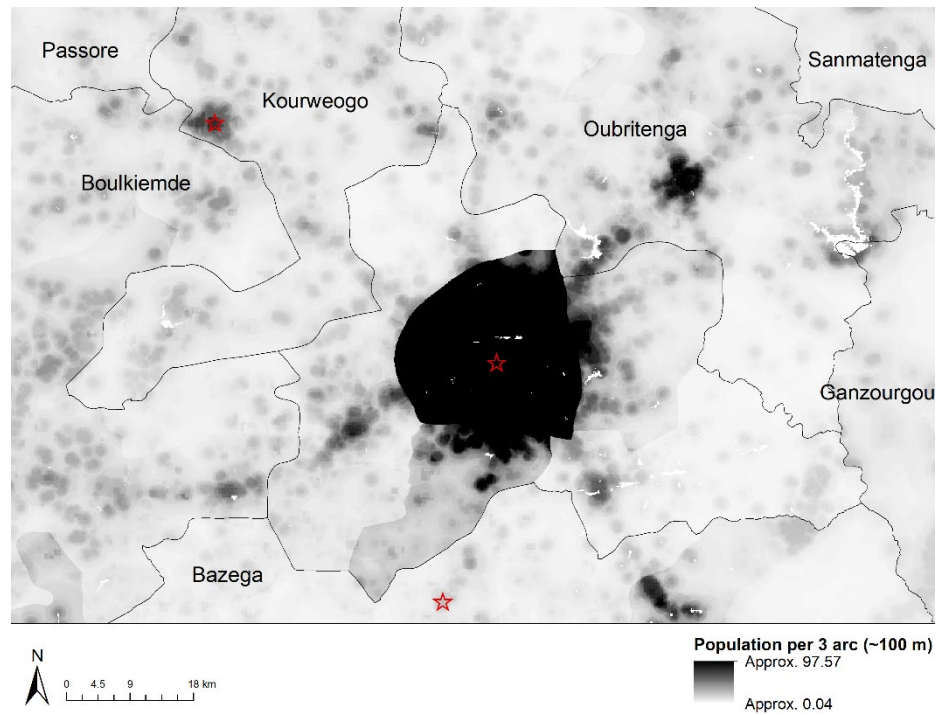 Passore
Sanmatenga
Kourweogo
Oubritenga
Boulkiemde
Ganzourgou
Bazega
N
0 4.5 9 18 km
Population per 3 arc (~100 m)
Approx. 97.57
Approx. 0.04